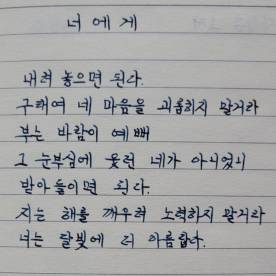 너에게
내려 놓으면 된다.
구태여 네 마음을 괴롭히지 말거라
부는 바람이 예뻐
그 눈부심에 웃던 네가 아니었니
받아들이면 된다.
지는 해를 깨우려 노력하지 말거라
너는 달빛에 더 아름답다.